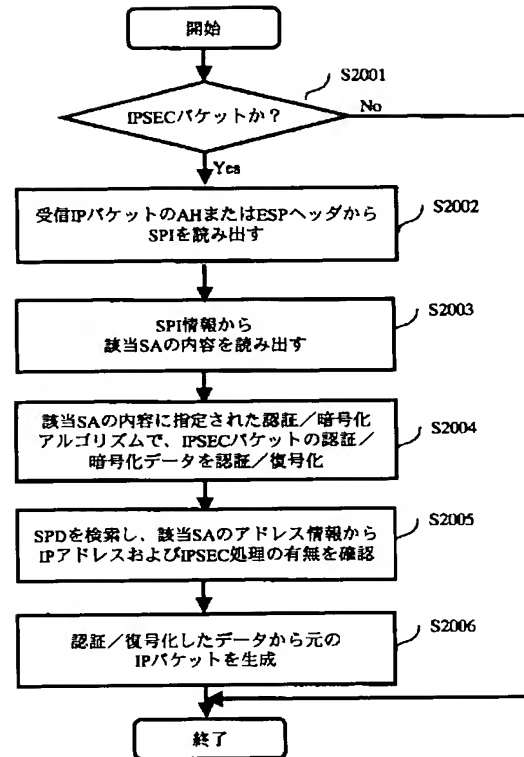 開始
S2001
IPSECパケットか？
No
Yes
S2002
受信IPパケットのAHまたはESPヘッダから
SPIを読み出す
S2003
SPI情報から
該当SAの内容を読み出す
S2004
該当SAの内容に指定された認証／暗号化
アルゴリズムで、IPSECパケットの認証／
暗号化データを認証／復号化
S2005
SPDを検索し、該当SAのアドレス情報から
IPアドレスおよびIPSEC処理の有無を確認
S2006
認証／復号化したデータから元の
IPパケットを生成
終了